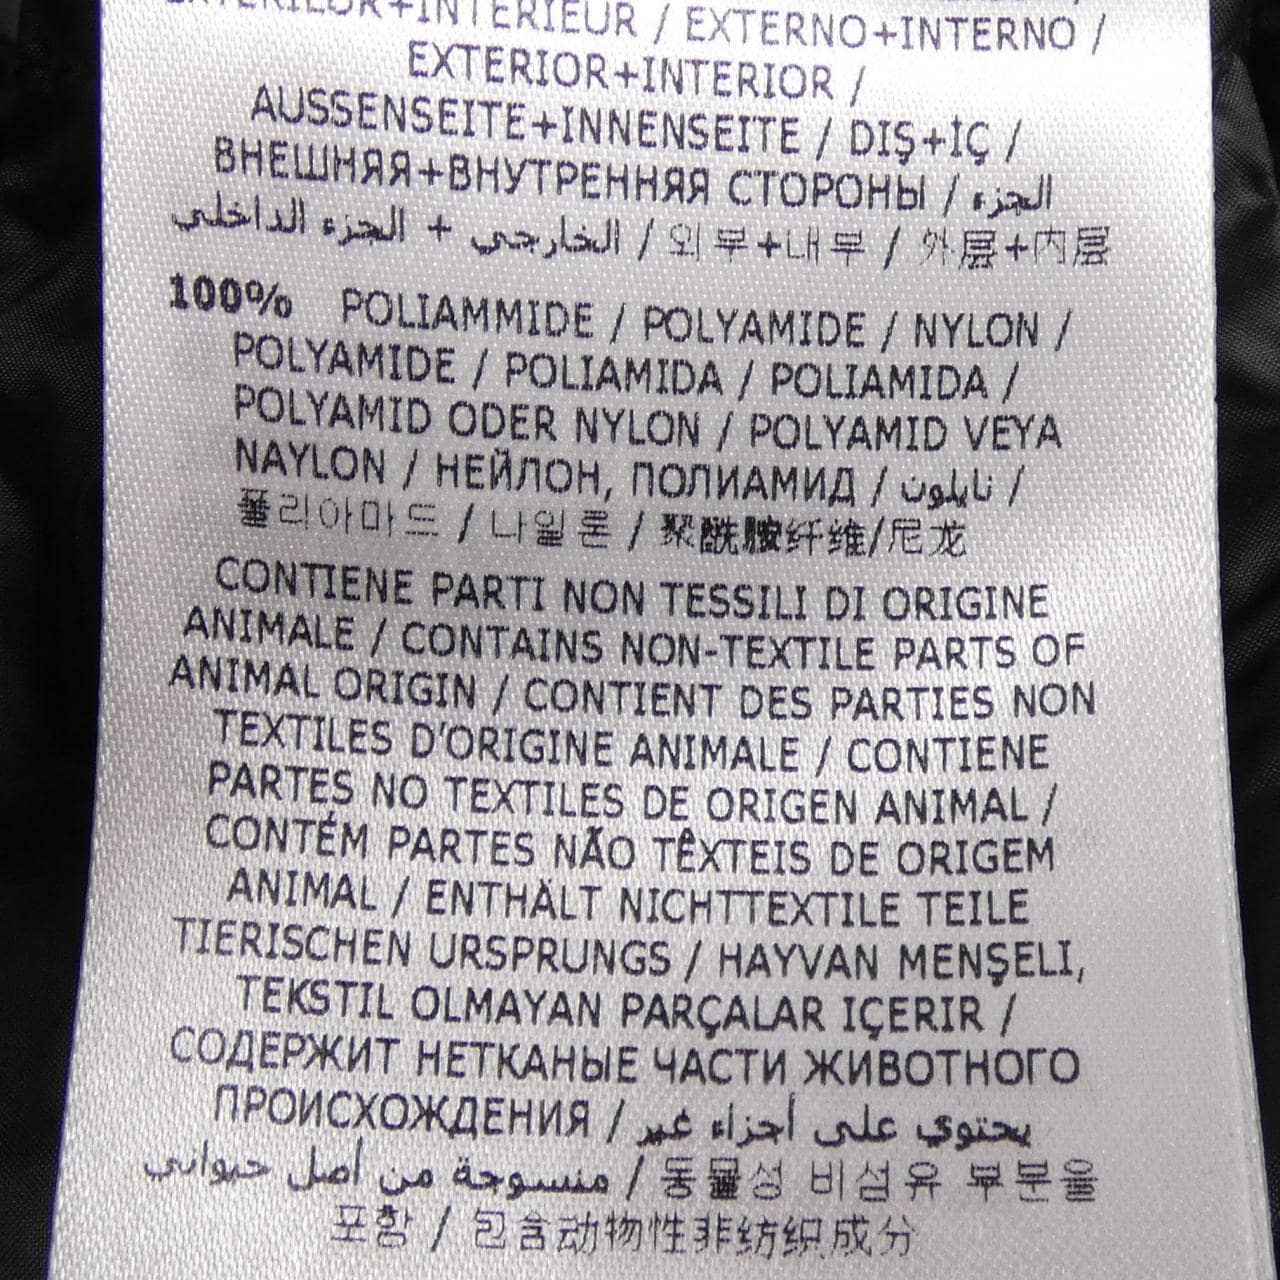 EXTÉRIEUR+INTÉRIEUR / EXTERNO+INTERNO /
EXTERIOR+INTERIOR /
AUSSENSEITE+INNENSEITE / DIŞ+İÇ /
ВНЕШНЯЯ+ВНУТРЕННЯЯ СТОРОНЫ / الجزء
الخارجي + الجزء الداخلي / 외부+내부 / 外层+内层
100% POLIAMMIDE / POLYAMIDE / NYLON /
POLYAMIDE / POLIAMIDA / POLIAMIDA /
POLYAMID ODER NYLON / POLYAMID VEYA
NAYLON / НЕЙЛОН, ПОЛИАМИД / نايلون /
폴리아마드 / 나일론 / 聚酰胺纤维/尼龙
CONTIENE PARTI NON TESSILI DI ORIGINE
ANIMALE / CONTAINS NON-TEXTILE PARTS OF
ANIMAL ORIGIN / CONTIENT DES PARTIES NON
TEXTILES D'ORIGINE ANIMALE / CONTIENE
PARTES NO TEXTILES DE ORIGEN ANIMAL /
CONTÉM PARTES NÃO TÊXTEIS DE ORIGEM
ANIMAL / ENTHÄLT NICHTTEXTILE TEILE
TIERISCHEN URSPRUNGS / HAYVAN MENŞELI,
TEKSTIL OLMAYAN PARÇALAR IÇERIR /
СОДЕРЖИТ НЕТКАНЫЕ ЧАСТИ ЖИВОТНОГО
ПРОИСХОЖДЕНИЯ / يحتوي على أجزاء غير
منسوجة من أصل حيواني / 동물성 비섬유 부분을
포함 / 包含动物性非纺织成分